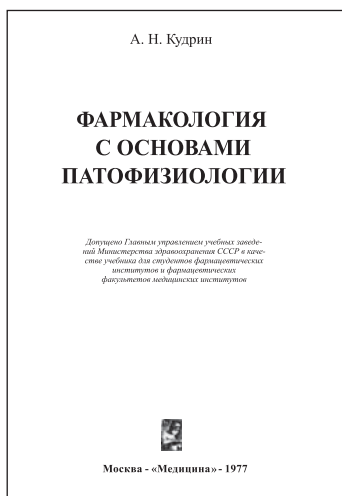 А. Н. Кудрин
ФАРМАКОЛОГИЯ
С ОСНОВАМИ
ПАТОФИЗИОЛОГИИ
Допущено Главным управлением учебных заведе-
ний Министерства здравоохранения СССР в каче-
стве учебника для студентов фармацевтических
институтов и фармацевтических
факультетов медицинских институтов
Москва - «Медицина» - 1977